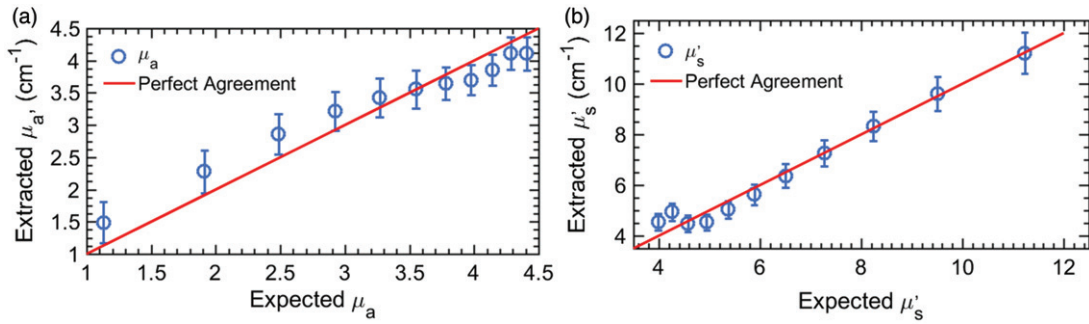 (a)
4.5
4
3.5
3
2.5
2
1.5
1
Extracted μa, (cm-1)
μa
Perfect Agreement
1 1.5 2 2.5 3 3.5 4 4.5
Expected μa
(b)
12
10
8
6
4
Extracted μ's (cm-1)
μ's
Perfect Agreement
4 6 8 10 12
Expected μ's